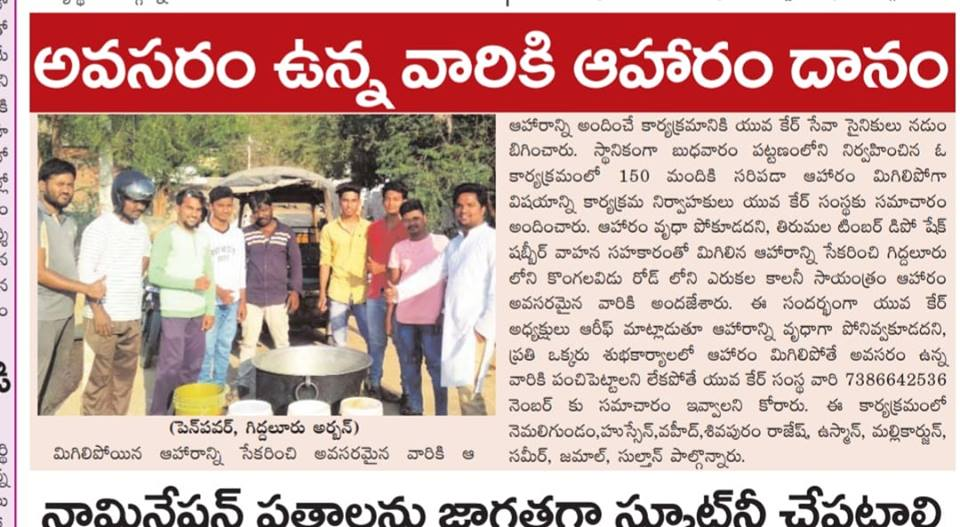 అవసరం ఉన్న వారికి ఆహారం దానం
(పెన్‌పవర్, గిద్దలూరు అర్బన్)
మిగిలిపోయిన ఆహారాన్ని సేకరించి అవసరమైన వారికి ఆ
ఆహారాన్ని అందించే కార్యక్రమానికి యువ కేర్ సేవా సైనికులు నడుం
బిగించారు. స్థానికంగా బుధవారం పట్టణంలోని నిర్వహించిన ఓ
కార్యక్రమంలో 150 మందికి సరిపడా ఆహారం మిగిలిపోగా
విషయాన్ని కార్యక్రమ నిర్వాహకులు యువ కేర్ సంస్థకు సమాచారం
అందించారు. ఆహారం వృధా పోకూడదని, తిరుమల టింబర్ డిపో షేక్
షబ్బీర్ వాహన సహకారంతో మిగిలిన ఆహారాన్ని సేకరించి గిద్దలూరు
లోని కొంగలవిడు రోడ్ లోని ఎరుకల కాలనీ సాయంత్రం ఆహారం
అవసరమైన వారికి అందజేశారు. ఈ సందర్భంగా యువ కేర్
అధ్యక్షులు ఆరీఫ్ మాట్లాడుతూ ఆహారాన్ని వృధాగా పోనివ్వకూడదని,
ప్రతి ఒక్కరు శుభకార్యాలలో ఆహారం మిగిలిపోతే అవసరం ఉన్న
వారికి పంచిపెట్టాలని లేకపోతే యువ కేర్ సంస్థ వారి 7386642536
నెంబర్ కు సమాచారం ఇవ్వాలని కోరారు. ఈ కార్యక్రమంలో
నెమలిగుండం,హుస్సేన్,వహీద్,శివపురం రాజేష్, ఉస్మాన్, మల్లికార్జున్,
సమీర్, జమాల్, సుల్తాన్ పాల్గొన్నారు.
నామినేషన్ పత్రాలను జాగ్రత్తగా స్క్రూట్‌నీ చేపట్టాలి